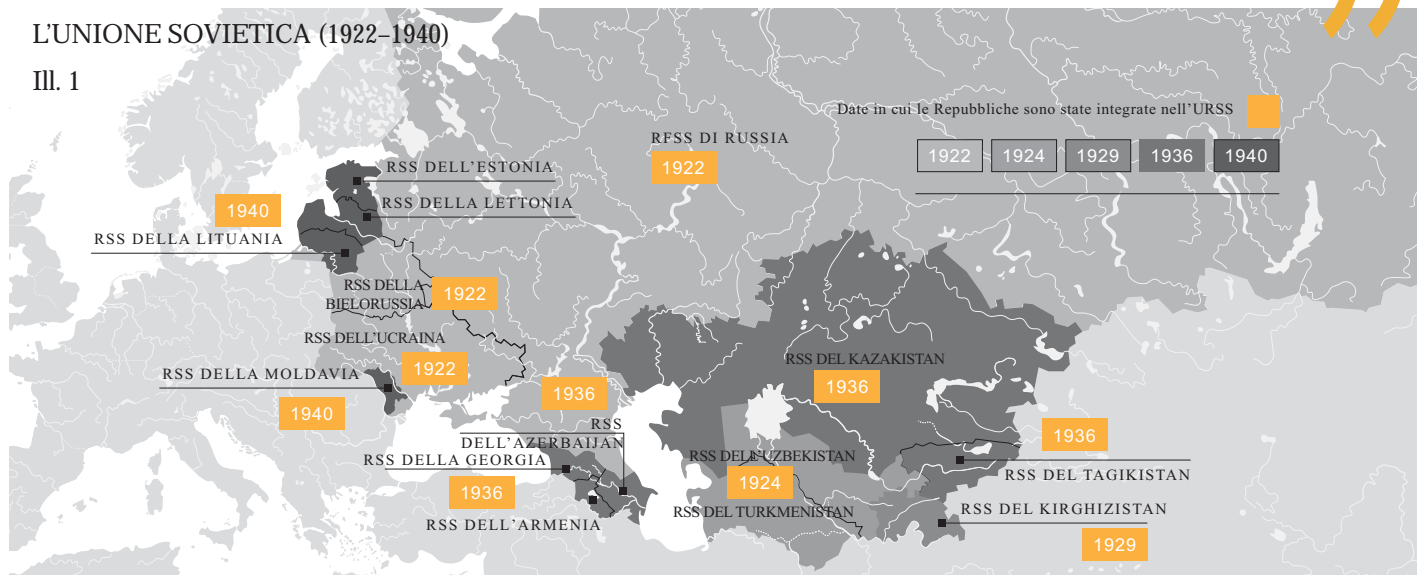 L'UNIONE SOVIETICA (1922–1940)
Ill. 1
Date in cui le Repubbliche sono state integrate nell'URSS
1922 1924 1929 1936 1940
RFSS DI RUSSIA
1922
RSS DELL'ESTONIA
RSS DELLA LETTONIA
1940
RSS DELLA LITUANIA
RSS DELLA
BIELORUSSIA
1922
RSS DELL'UCRAINA
1922
RSS DELLA MOLDAVIA
1940
RSS DEL KAZAKISTAN
1936
1936
RSS
DELL'AZERBAIJAN
RSS DELLA GEORGIA
1936
RSS DELL'ARMENIA
RSS DELL'UZBEKISTAN
1924
RSS DEL TURKMENISTAN
1936
RSS DEL TAGIKISTAN
RSS DEL KIRGHIZISTAN
1929